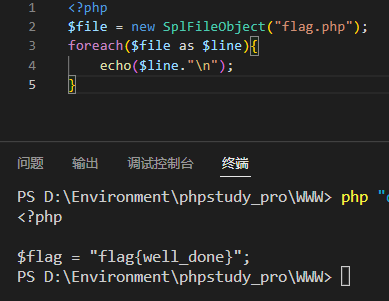 1 <?php
2 $file = new SplFileObject("flag.php");
3 foreach($file as $line){
4 echo($line."\n");
5 }
问题 输出 调试控制台 终端
PS D:\Environment\phpstudy_pro\WWW> php "
<?php
$flag = "flag{well_done}";
PS D:\Environment\phpstudy_pro\WWW>